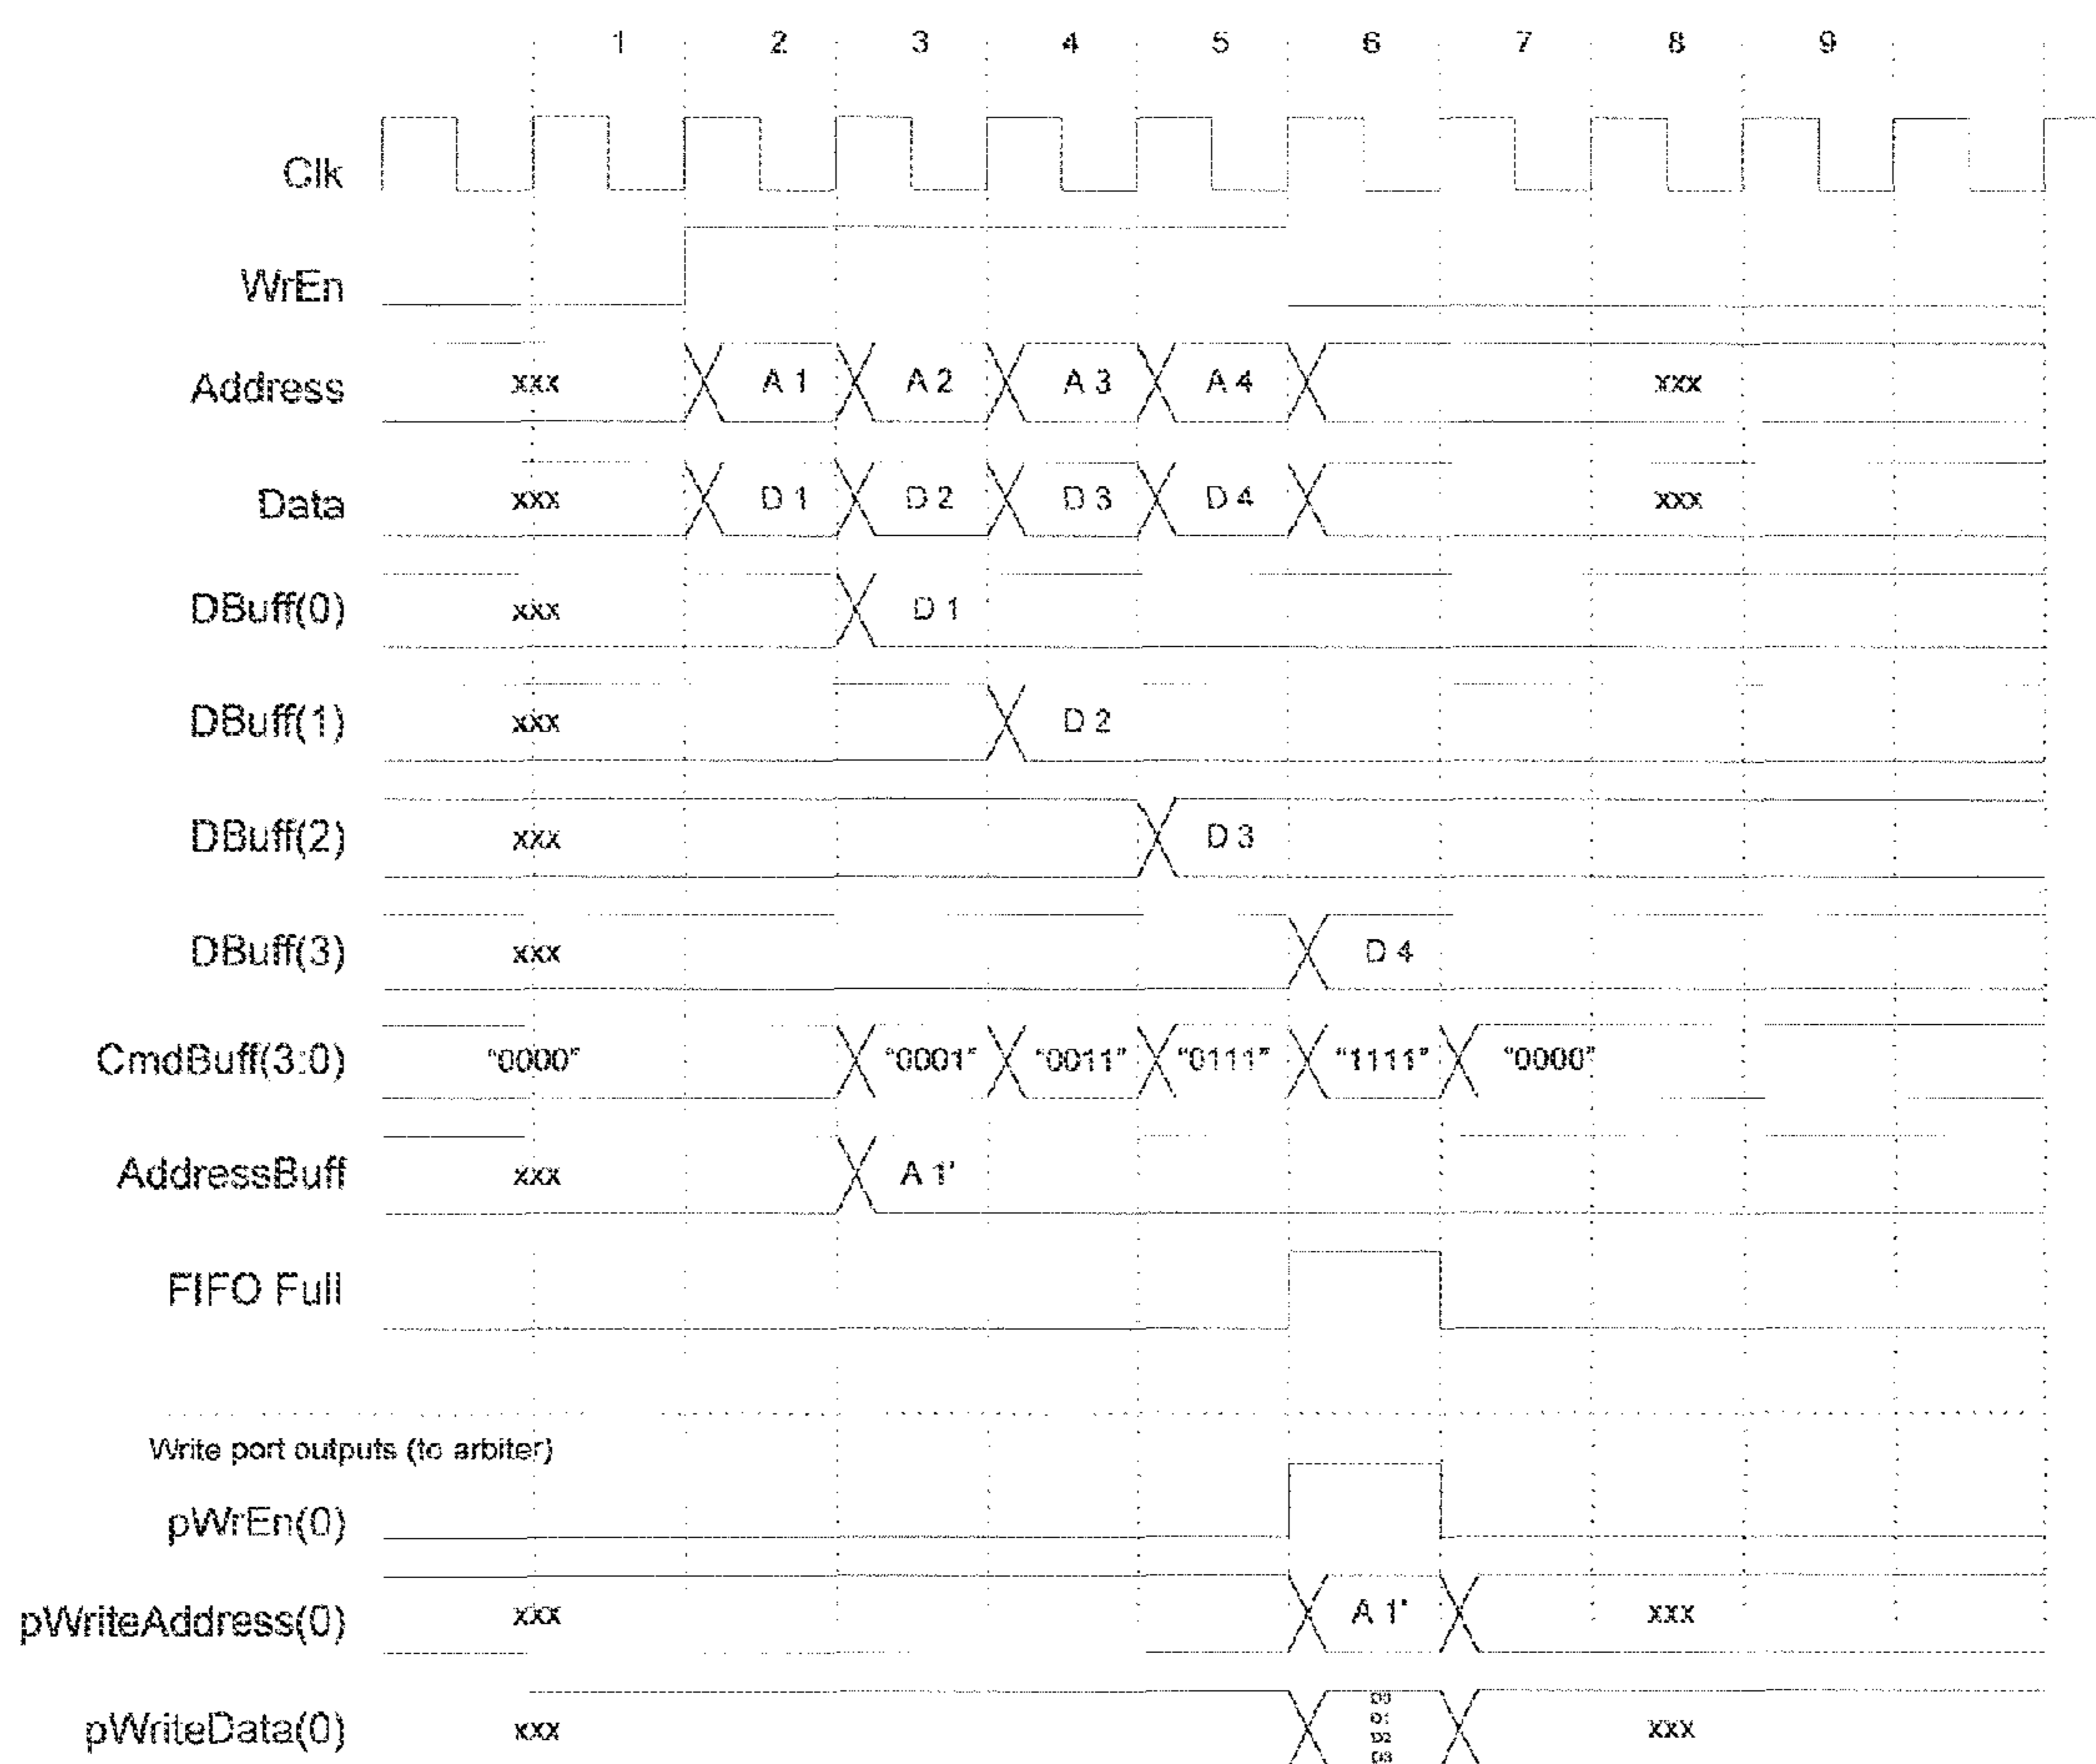 1 2 3 4 5 6 7 8 9
Clk
WrEn
Address xxx A 1 A 2 A 3 A 4 xxx
Data xxx D 1 D 2 D 3 D 4 xxx
DBuff(0) xxx D 1
DBuff(1) xxx D 2
DBuff(2) xxx D 3
DBuff(3) xxx D 4
CmdBuff(3:0) "0000" "0001" "0011" "0111" "1111" "0000"
AddressBuff xxx A 1'
FIFO Full
Write port outputs (to arbiter)
pWrEn(0)
pWriteAddress(0) xxx A 1' xxx
pWriteData(0) xxx xxx